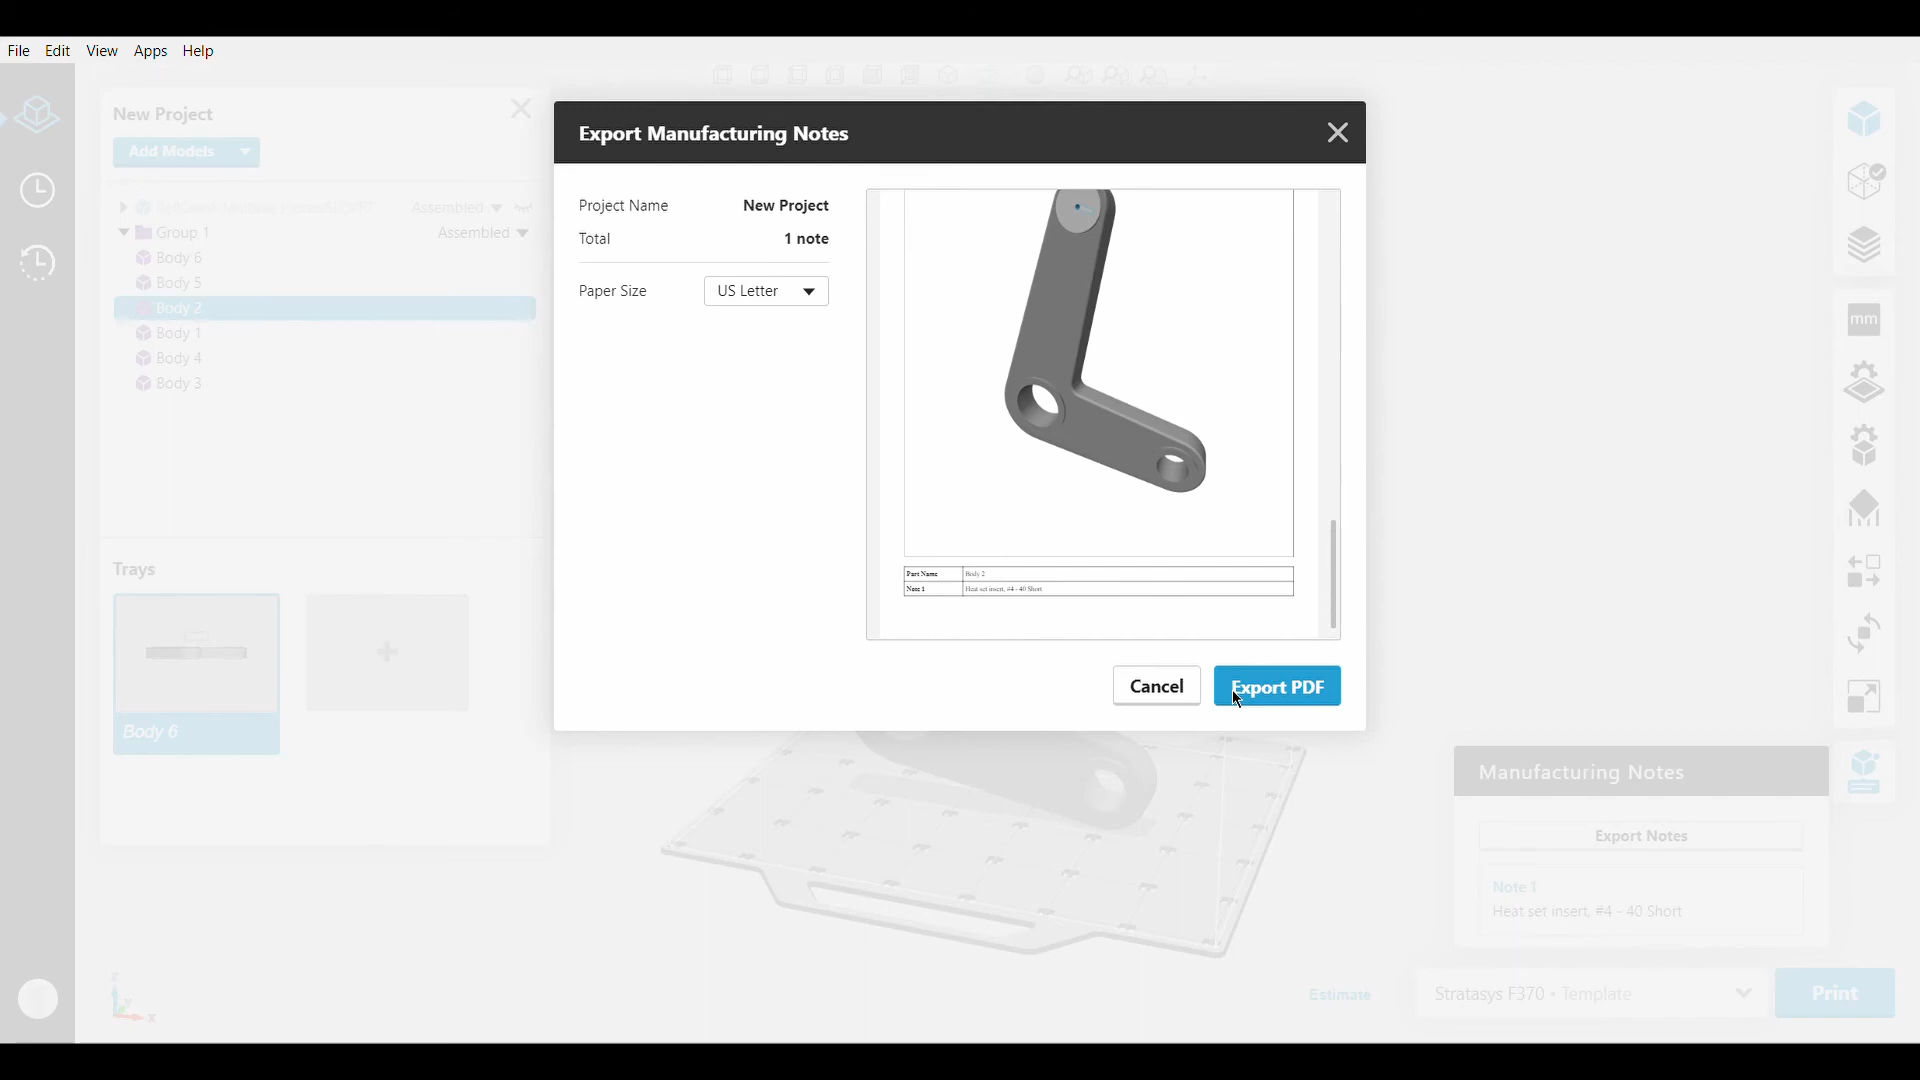 File Edit View Apps Help
New Project
Add Models
Assembled
Group 1 Assembled
Body 6
Body 5
Body 2
Body 1
Body 4
Body 3
Trays
Body 6
Export Manufacturing Notes
Project Name New Project
Total 1 note
Paper Size US Letter
Part Name Body 2
Note 1 Heat set insert, #4 - 40 Short
Cancel Export PDF
mm
Manufacturing Notes
Export Notes
Note 1
Heat set insert, #4 - 40 Short
z
y
x
Estimate Stratasys F370 • Template Print